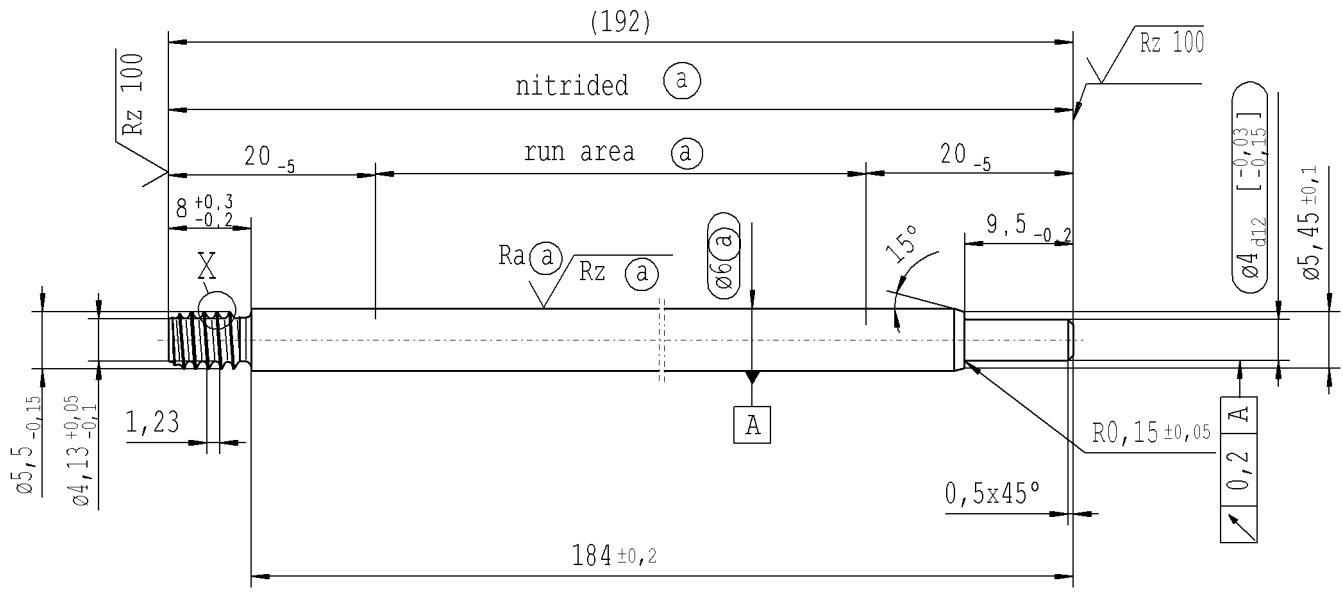 (192)
Rz 100
Rz 100
nitrided a
20 -5
run area a
20 -5
8 +0,3 -0,2
9,5 -0,2
ø4 d12 [-0,03 -0,15]
ø5,45 ±0,1
X
Ra a
Rz a
ø6 a
15°
A
1,23
ø5,5 -0,15
ø4,13 +0,05 -0,1
R0,15 ±0,05
0,2 A
0,5x45°
184 ±0,2